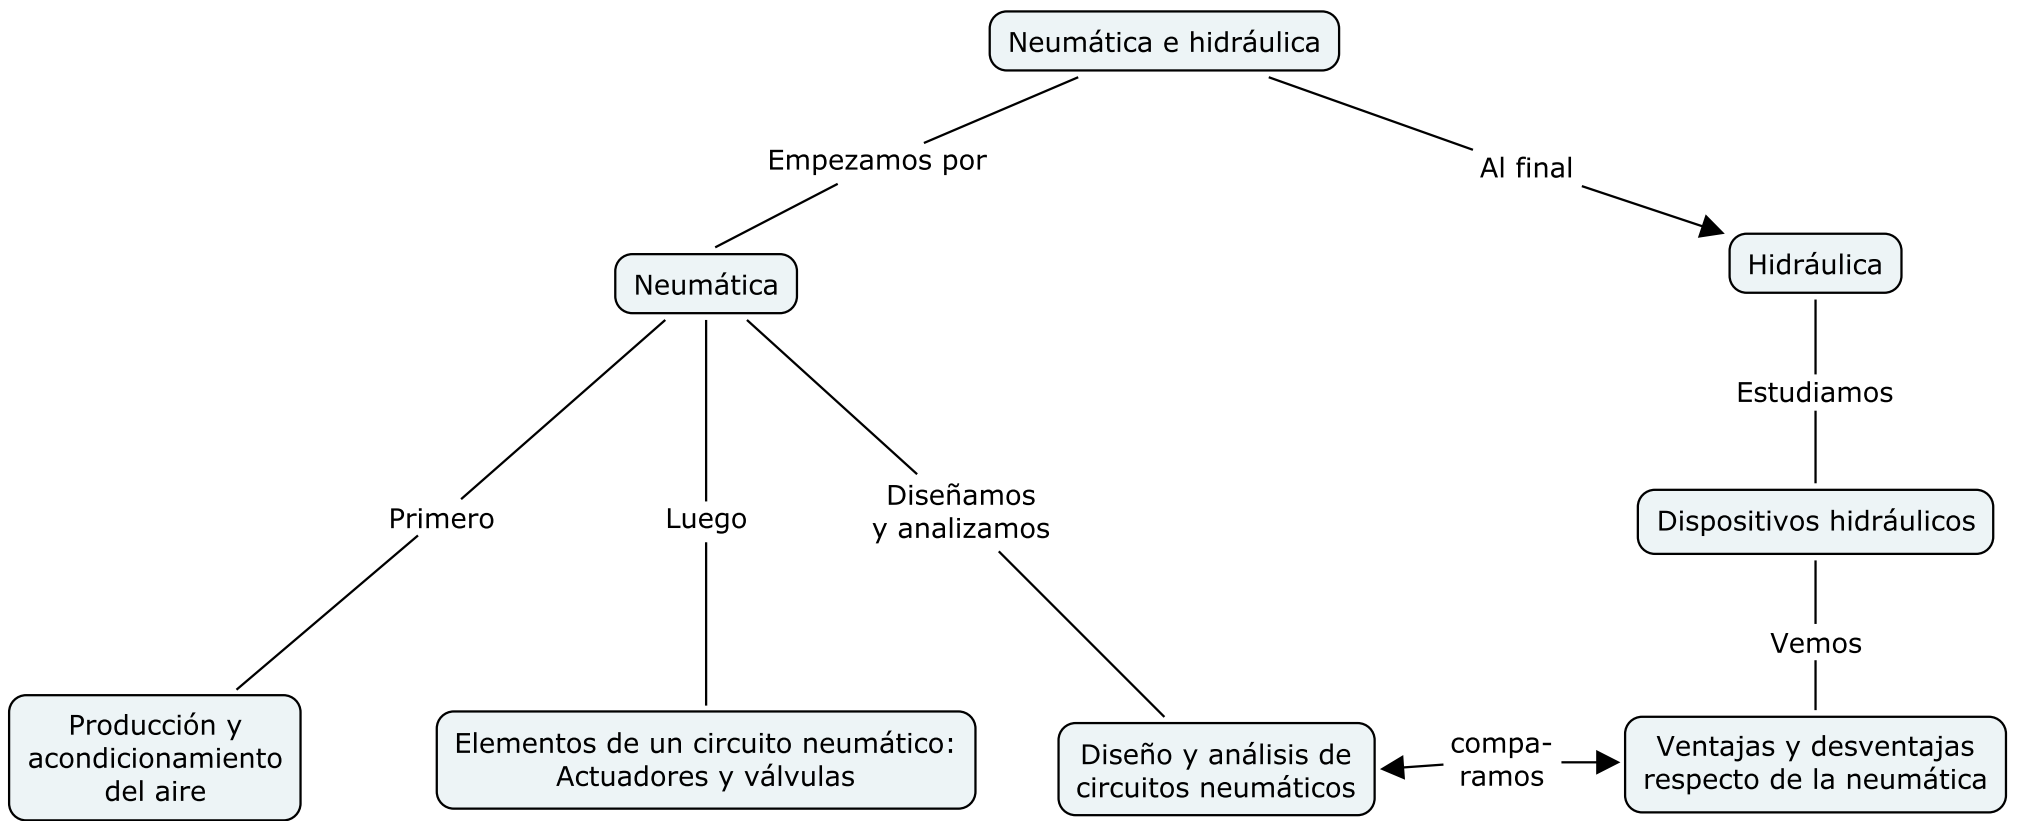 Neumática e hidráulica
Empezamos por
Al final
Neumática
Hidráulica
Estudiamos
Primero
Luego
Diseñamos
y analizamos
Dispositivos hidráulicos
Vemos
Producción y
acondicionamiento
del aire
Elementos de un circuito neumático:
Actuadores y válvulas
Diseño y análisis de
circuitos neumáticos
compa-
ramos
Ventajas y desventajas
respecto de la neumática